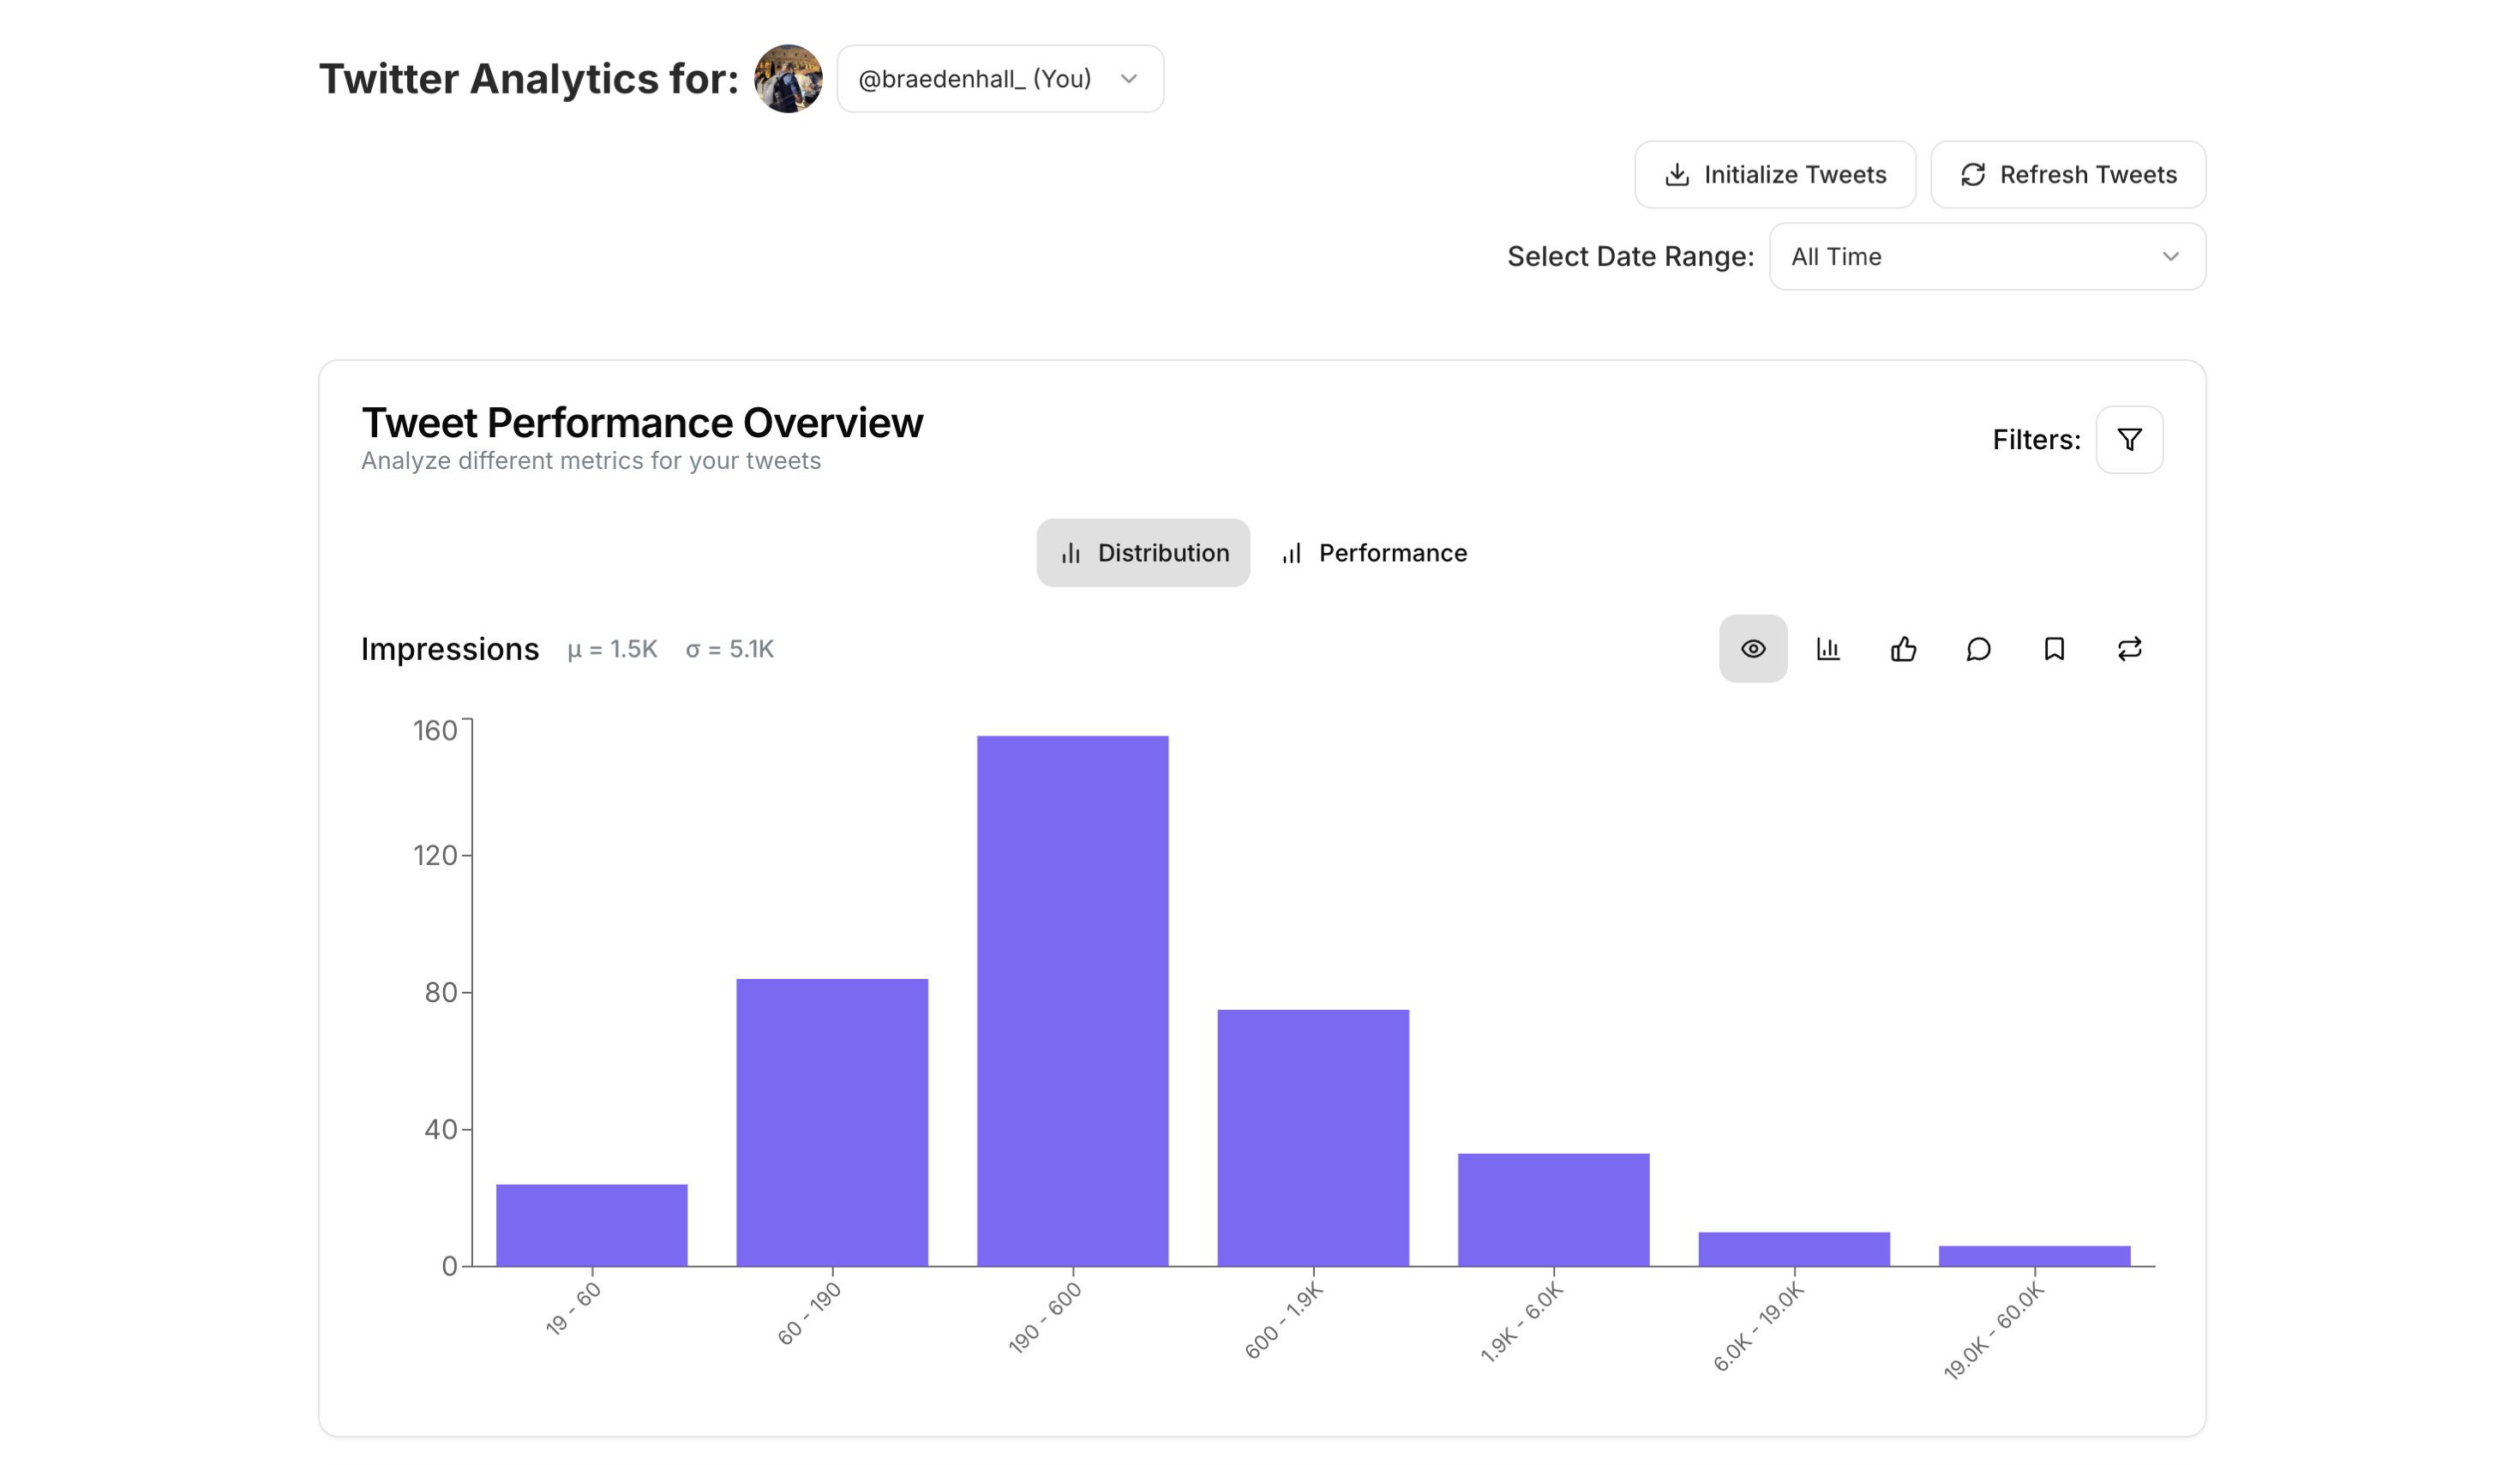 Twitter Analytics for:
@braedenhall_ (You)
Initialize Tweets
Refresh Tweets
Select Date Range:
All Time
Tweet Performance Overview
Analyze different metrics for your tweets
Filters:
Distribution
Performance
Impressions
μ = 1.5K
σ = 5.1K
160
120
80
40
0
19 - 60
60 - 190
190 - 600
600 - 1.9K
1.9K - 6.0K
6.0K - 19.0K
19.0K - 60.0K